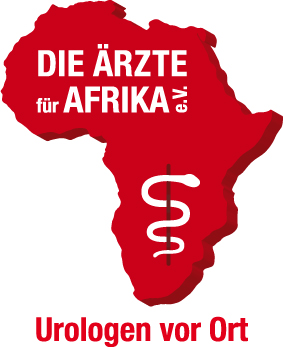 DIE ÄRZTE
für AFRIKA e.V.
Urologen vor Ort